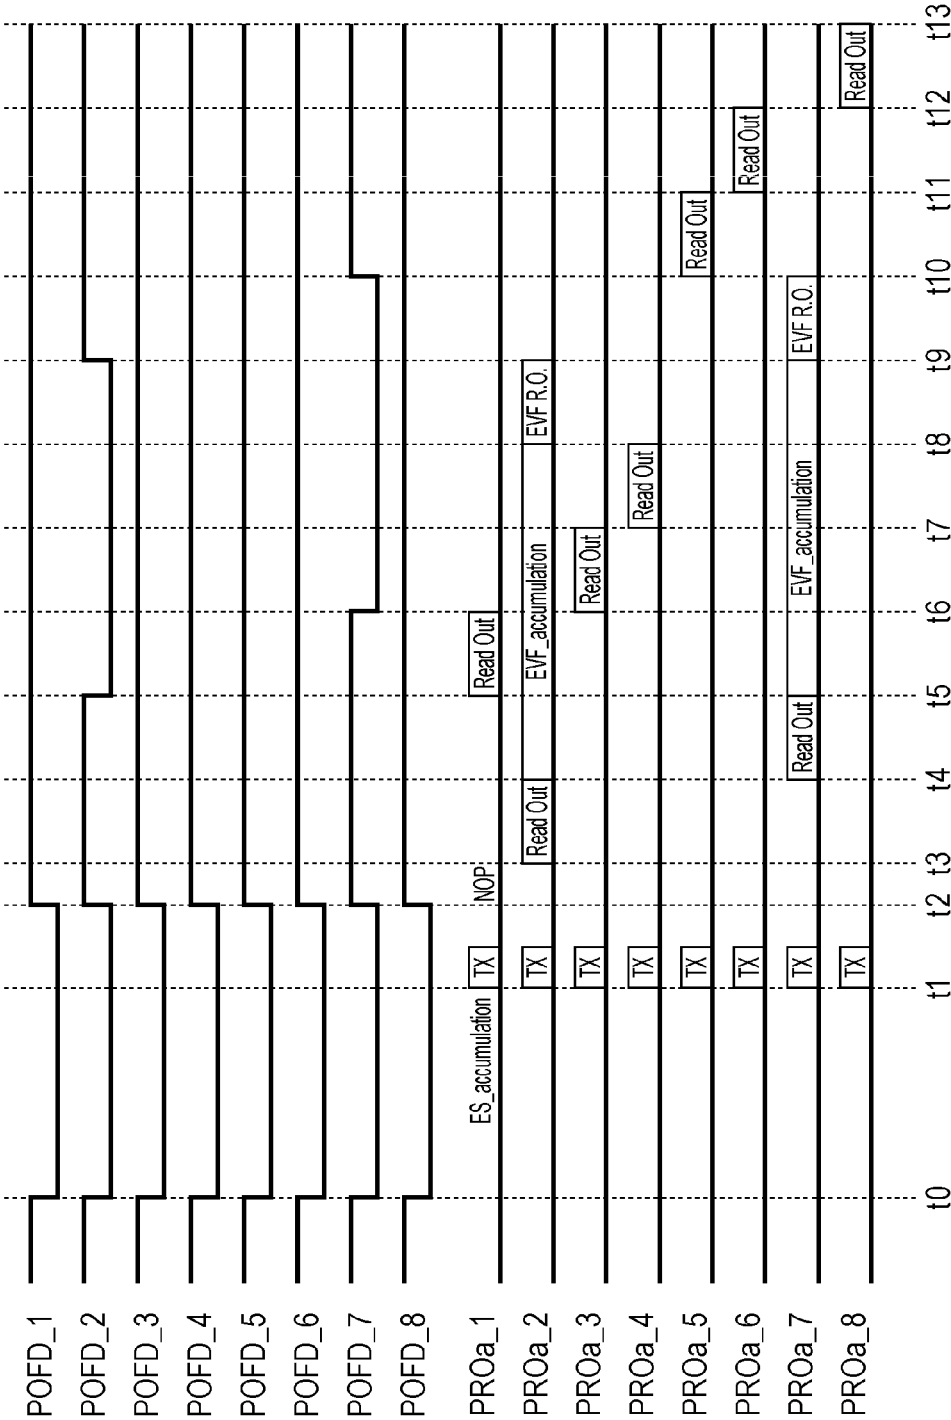 POFD_1
POFD_2
POFD_3
POFD_4
POFD_5
POFD_6
POFD_7
POFD_8
PROa_1 ES_accumulation TX NOP Read Out
PROa_2 TX Read Out EVF_accumulation EVF R.O.
PROa_3 TX Read Out
PROa_4 TX Read Out
PROa_5 TX Read Out
PROa_6 TX Read Out
PROa_7 TX Read Out EVF_accumulation EVF R.O.
PROa_8 TX Read Out
t0 t1 t2 t3 t4 t5 t6 t7 t8 t9 t10 t11 t12 t13